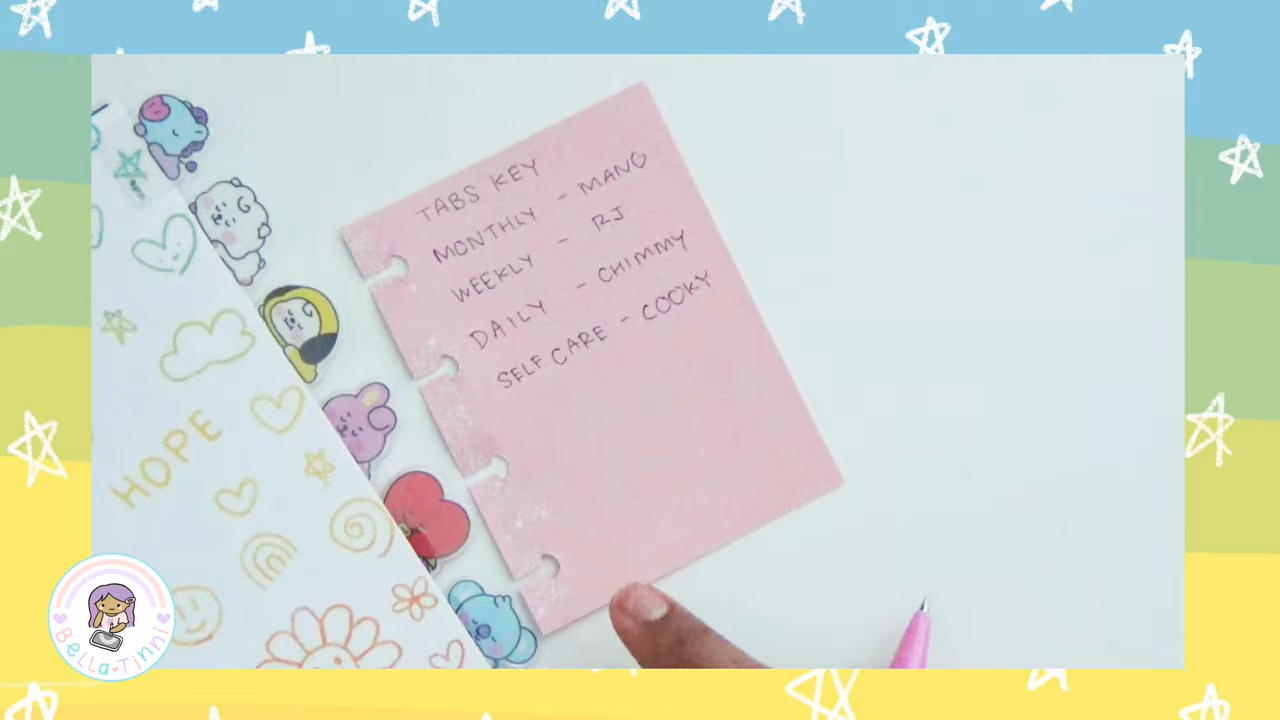 TABS KEY
MONTHLY - MANG
WEEKLY - RJ
DAILY - CHIMMY
SELF CARE - COOKY
HOPE
BeLLa Tinni